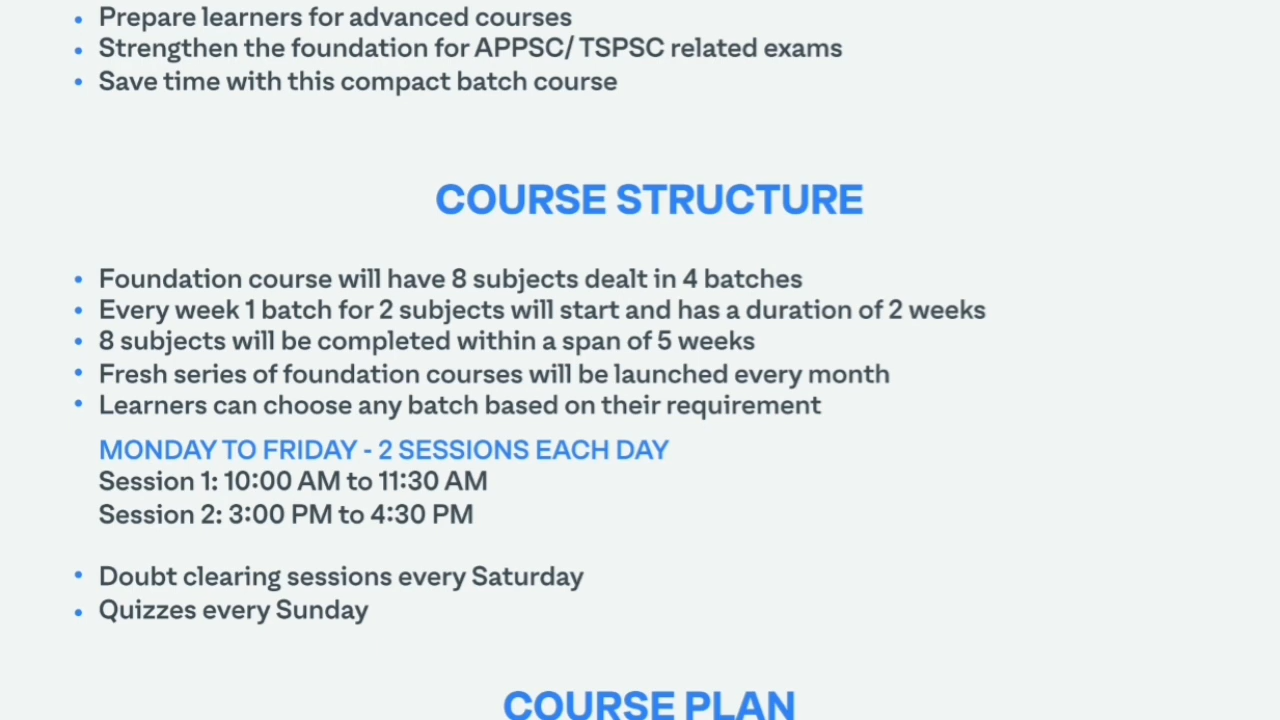 • Prepare learners for advanced courses
• Strengthen the foundation for APPSC/ TSPSC related exams
• Save time with this compact batch course
COURSE STRUCTURE
• Foundation course will have 8 subjects dealt in 4 batches
• Every week 1 batch for 2 subjects will start and has a duration of 2 weeks
• 8 subjects will be completed within a span of 5 weeks
• Fresh series of foundation courses will be launched every month
• Learners can choose any batch based on their requirement
MONDAY TO FRIDAY - 2 SESSIONS EACH DAY
Session 1: 10:00 AM to 11:30 AM
Session 2: 3:00 PM to 4:30 PM
• Doubt clearing sessions every Saturday
• Quizzes every Sunday
COURSE PLAN